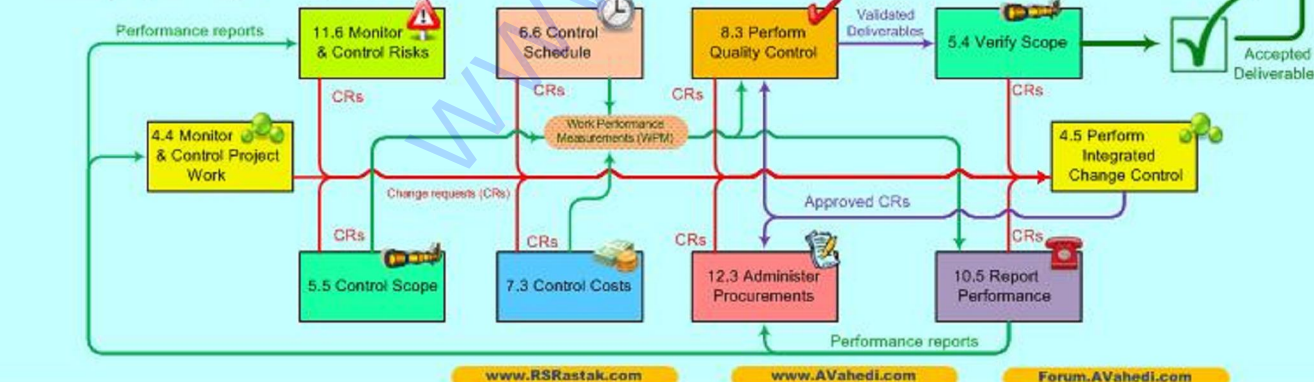 Performance reports
11.6 Monitor
& Control Risks
6.6 Control
Schedule
8.3 Perform
Quality Control
Validated
Deliverables
5.4 Verify Scope
Accepted
Deliverable
CRs
CRs
CRs
CRs
4.4 Monitor
& Control Project
Work
Work Performance
Measurements (WPM)
4.5 Perform
Integrated
Change Control
Change requests (CRs)
Approved CRs
CRs
CRs
CRs
CRs
5.5 Control Scope
7.3 Control Costs
12.3 Administer
Procurements
10.5 Report
Performance
Performance reports
www.RSRastak.com
www.AVahedi.com
Forum.AVahedi.com